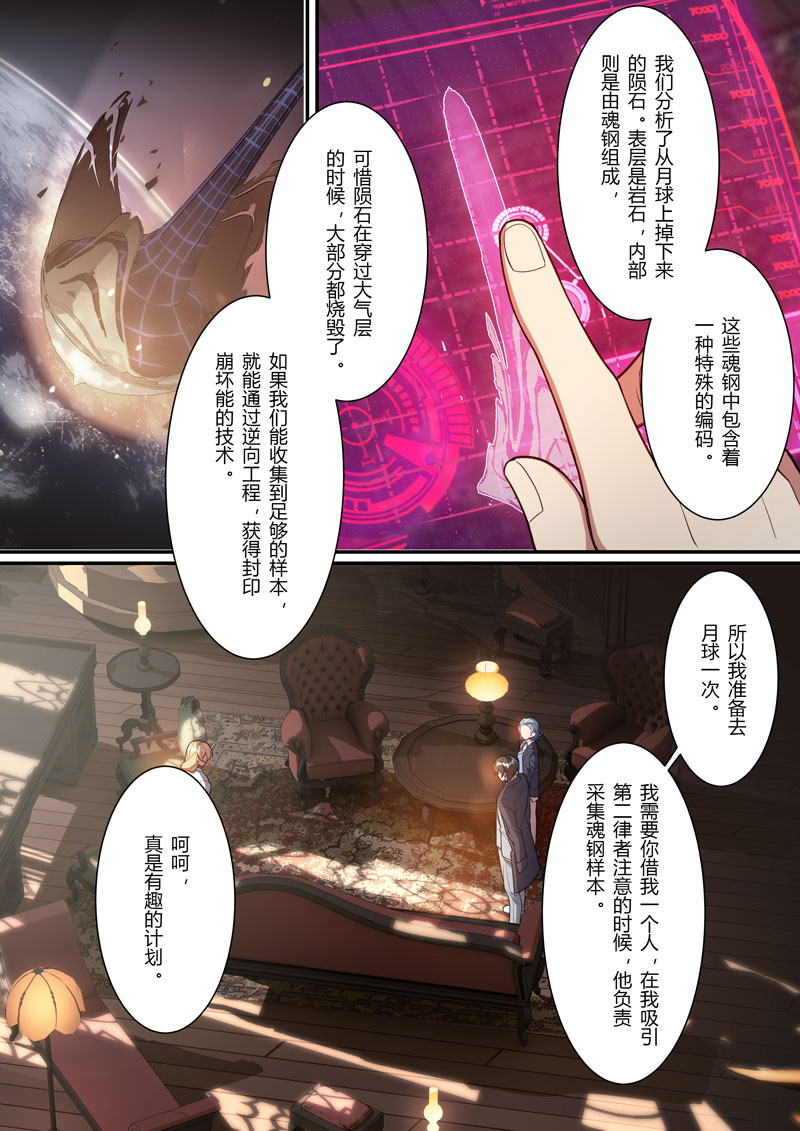 我们分析了从月球上掉下来
的陨石。表层是岩石，内部
则是由魂钢组成，
这些魂钢中包含着
一种特殊的编码。
可惜陨石在穿过大气层
的时候，大部分都烧毁了。
如果我们能收集到足够的样本，
就能通过逆向工程，获得封印
崩坏能的技术。
所以我准备去
月球一次。
我需要你借我一个人，在我吸引
第二律者注意的时候，他负责
采集魂钢样本。
呵呵，
真是有趣的计划。